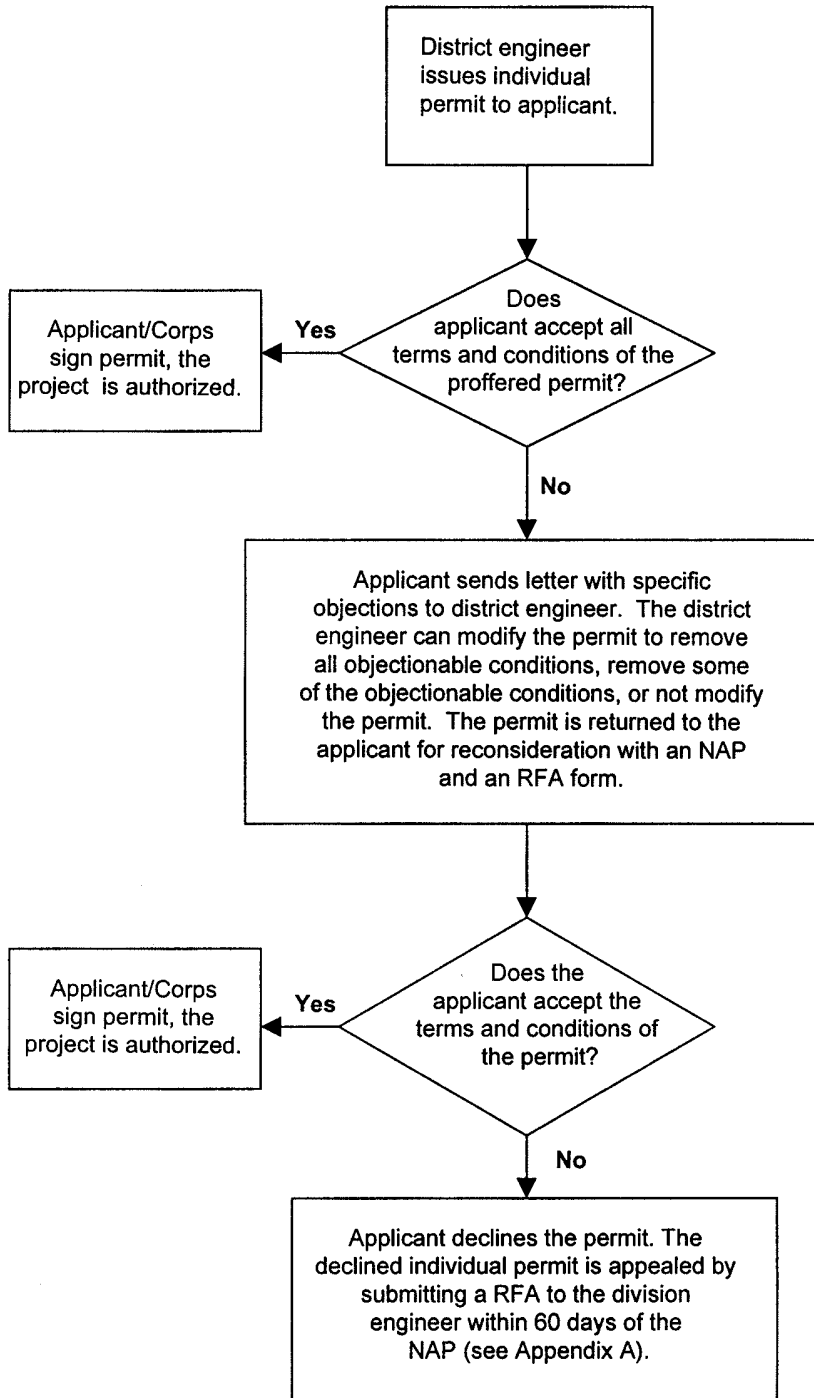 District engineer
issues individual
permit to applicant.
Does
applicant accept all
terms and conditions of the
proffered permit?
Yes
Applicant/Corps
sign permit, the
project is authorized.
No
Applicant sends letter with specific
objections to district engineer. The district
engineer can modify the permit to remove
all objectionable conditions, remove some
of the objectionable conditions, or not modify
the permit. The permit is returned to the
applicant for reconsideration with an NAP
and an RFA form.
Does the
applicant accept the
terms and conditions of
the permit?
Yes
Applicant/Corps
sign permit, the
project is authorized.
No
Applicant declines the permit. The
declined individual permit is appealed by
submitting a RFA to the division
engineer within 60 days of the
NAP (see Appendix A).